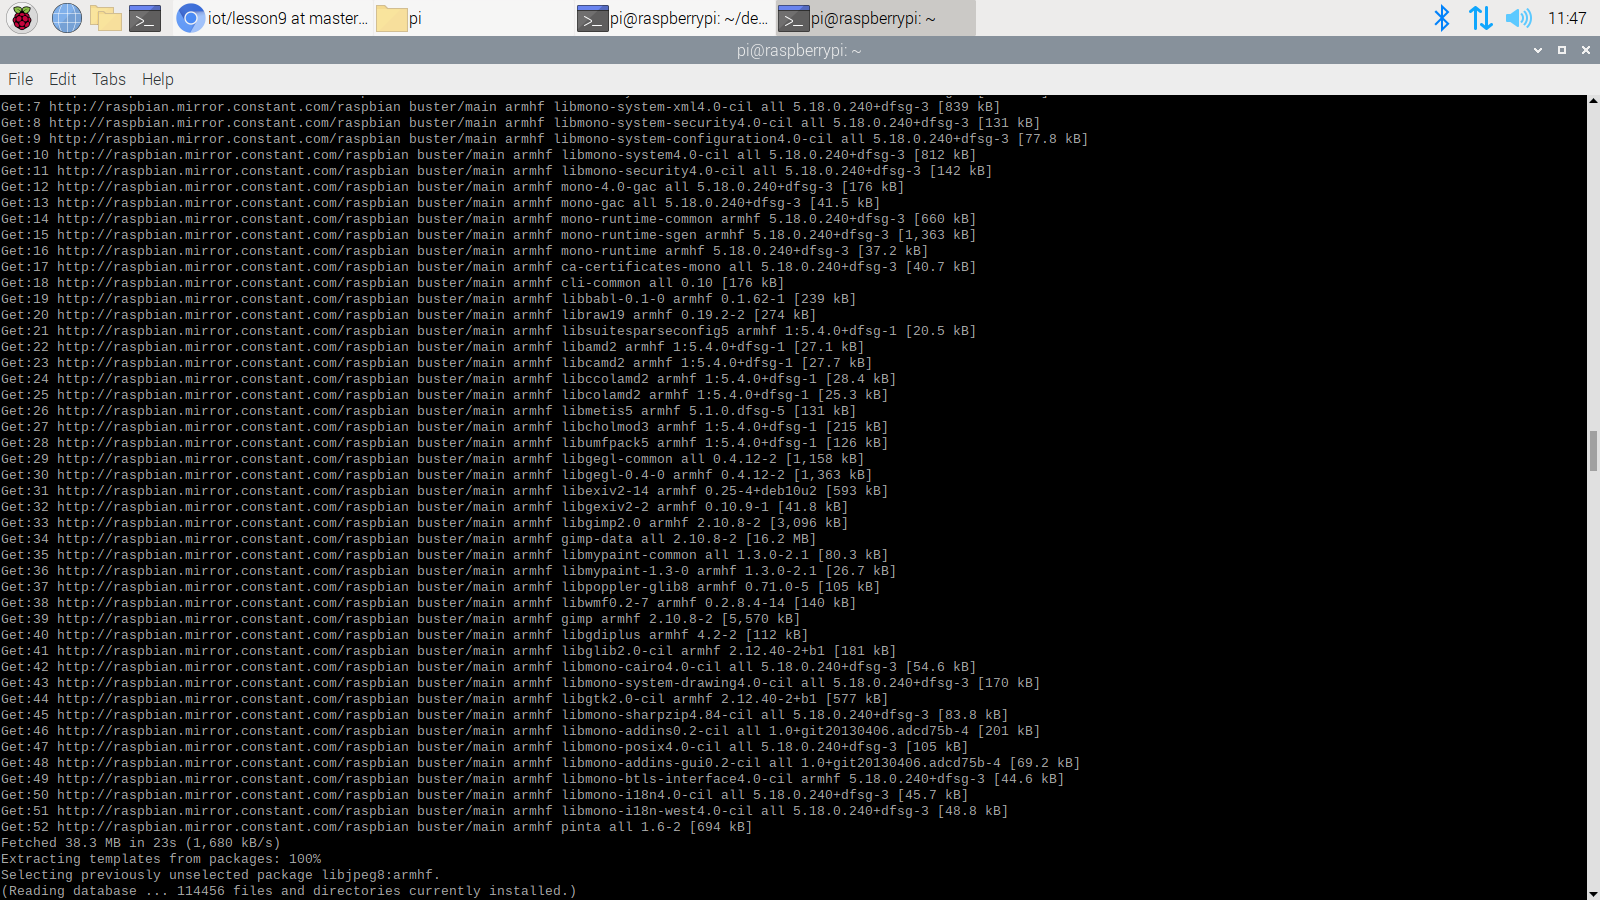 iot/lesson9 at master...
pi
pi@raspberrypi: ~/de...
pi@raspberrypi: ~
11:47
pi@raspberrypi: ~
File Edit Tabs Help
Get:7 http://raspbian.mirror.constant.com/raspbian buster/main armhf libmono-system-xml4.0-cil all 5.18.0.240+dfsg-3 [839 kB]
Get:8 http://raspbian.mirror.constant.com/raspbian buster/main armhf libmono-system-security4.0-cil all 5.18.0.240+dfsg-3 [131 kB]
Get:9 http://raspbian.mirror.constant.com/raspbian buster/main armhf libmono-system-configuration4.0-cil all 5.18.0.240+dfsg-3 [77.8 kB]
Get:10 http://raspbian.mirror.constant.com/raspbian buster/main armhf libmono-system4.0-cil all 5.18.0.240+dfsg-3 [812 kB]
Get:11 http://raspbian.mirror.constant.com/raspbian buster/main armhf libmono-security4.0-cil all 5.18.0.240+dfsg-3 [142 kB]
Get:12 http://raspbian.mirror.constant.com/raspbian buster/main armhf mono-4.0-gac all 5.18.0.240+dfsg-3 [176 kB]
Get:13 http://raspbian.mirror.constant.com/raspbian buster/main armhf mono-gac all 5.18.0.240+dfsg-3 [41.5 kB]
Get:14 http://raspbian.mirror.constant.com/raspbian buster/main armhf mono-runtime-common armhf 5.18.0.240+dfsg-3 [660 kB]
Get:15 http://raspbian.mirror.constant.com/raspbian buster/main armhf mono-runtime-sgen armhf 5.18.0.240+dfsg-3 [1,363 kB]
Get:16 http://raspbian.mirror.constant.com/raspbian buster/main armhf mono-runtime armhf 5.18.0.240+dfsg-3 [37.2 kB]
Get:17 http://raspbian.mirror.constant.com/raspbian buster/main armhf ca-certificates-mono all 5.18.0.240+dfsg-3 [40.7 kB]
Get:18 http://raspbian.mirror.constant.com/raspbian buster/main armhf cli-common all 0.10 [176 kB]
Get:19 http://raspbian.mirror.constant.com/raspbian buster/main armhf libbabl-0.1-0 armhf 0.1.62-1 [239 kB]
Get:20 http://raspbian.mirror.constant.com/raspbian buster/main armhf libraw19 armhf 0.19.2-2 [274 kB]
Get:21 http://raspbian.mirror.constant.com/raspbian buster/main armhf libsuitesparseconfig5 armhf 1:5.4.0+dfsg-1 [20.5 kB]
Get:22 http://raspbian.mirror.constant.com/raspbian buster/main armhf libamd2 armhf 1:5.4.0+dfsg-1 [27.1 kB]
Get:23 http://raspbian.mirror.constant.com/raspbian buster/main armhf libcamd2 armhf 1:5.4.0+dfsg-1 [27.7 kB]
Get:24 http://raspbian.mirror.constant.com/raspbian buster/main armhf libccolamd2 armhf 1:5.4.0+dfsg-1 [28.4 kB]
Get:25 http://raspbian.mirror.constant.com/raspbian buster/main armhf libcolamd2 armhf 1:5.4.0+dfsg-1 [25.3 kB]
Get:26 http://raspbian.mirror.constant.com/raspbian buster/main armhf libmetis5 armhf 5.1.0.dfsg-5 [131 kB]
Get:27 http://raspbian.mirror.constant.com/raspbian buster/main armhf libcholmod3 armhf 1:5.4.0+dfsg-1 [215 kB]
Get:28 http://raspbian.mirror.constant.com/raspbian buster/main armhf libumfpack5 armhf 1:5.4.0+dfsg-1 [126 kB]
Get:29 http://raspbian.mirror.constant.com/raspbian buster/main armhf libgegl-common all 0.4.12-2 [1,158 kB]
Get:30 http://raspbian.mirror.constant.com/raspbian buster/main armhf libgegl-0.4-0 armhf 0.4.12-2 [1,363 kB]
Get:31 http://raspbian.mirror.constant.com/raspbian buster/main armhf libexiv2-14 armhf 0.25-4+deb10u2 [593 kB]
Get:32 http://raspbian.mirror.constant.com/raspbian buster/main armhf libgexiv2-2 armhf 0.10.9-1 [41.8 kB]
Get:33 http://raspbian.mirror.constant.com/raspbian buster/main armhf libgimp2.0 armhf 2.10.8-2 [3,096 kB]
Get:34 http://raspbian.mirror.constant.com/raspbian buster/main armhf gimp-data all 2.10.8-2 [16.2 MB]
Get:35 http://raspbian.mirror.constant.com/raspbian buster/main armhf libmypaint-common all 1.3.0-2.1 [80.3 kB]
Get:36 http://raspbian.mirror.constant.com/raspbian buster/main armhf libmypaint-1.3-0 armhf 1.3.0-2.1 [26.7 kB]
Get:37 http://raspbian.mirror.constant.com/raspbian buster/main armhf libpoppler-glib8 armhf 0.71.0-5 [105 kB]
Get:38 http://raspbian.mirror.constant.com/raspbian buster/main armhf libwmf0.2-7 armhf 0.2.8.4-14 [140 kB]
Get:39 http://raspbian.mirror.constant.com/raspbian buster/main armhf gimp armhf 2.10.8-2 [5,570 kB]
Get:40 http://raspbian.mirror.constant.com/raspbian buster/main armhf libgdiplus armhf 4.2-2 [112 kB]
Get:41 http://raspbian.mirror.constant.com/raspbian buster/main armhf libglib2.0-cil armhf 2.12.40-2+b1 [181 kB]
Get:42 http://raspbian.mirror.constant.com/raspbian buster/main armhf libmono-cairo4.0-cil all 5.18.0.240+dfsg-3 [54.6 kB]
Get:43 http://raspbian.mirror.constant.com/raspbian buster/main armhf libmono-system-drawing4.0-cil all 5.18.0.240+dfsg-3 [170 kB]
Get:44 http://raspbian.mirror.constant.com/raspbian buster/main armhf libgtk2.0-cil armhf 2.12.40-2+b1 [577 kB]
Get:45 http://raspbian.mirror.constant.com/raspbian buster/main armhf libmono-sharpzip4.84-cil all 5.18.0.240+dfsg-3 [83.8 kB]
Get:46 http://raspbian.mirror.constant.com/raspbian buster/main armhf libmono-addins0.2-cil all 1.0+git20130406.adcd75b-4 [201 kB]
Get:47 http://raspbian.mirror.constant.com/raspbian buster/main armhf libmono-posix4.0-cil all 5.18.0.240+dfsg-3 [105 kB]
Get:48 http://raspbian.mirror.constant.com/raspbian buster/main armhf libmono-addins-gui0.2-cil all 1.0+git20130406.adcd75b-4 [69.2 kB]
Get:49 http://raspbian.mirror.constant.com/raspbian buster/main armhf libmono-btls-interface4.0-cil armhf 5.18.0.240+dfsg-3 [44.6 kB]
Get:50 http://raspbian.mirror.constant.com/raspbian buster/main armhf libmono-i18n4.0-cil all 5.18.0.240+dfsg-3 [45.7 kB]
Get:51 http://raspbian.mirror.constant.com/raspbian buster/main armhf libmono-i18n-west4.0-cil all 5.18.0.240+dfsg-3 [48.8 kB]
Get:52 http://raspbian.mirror.constant.com/raspbian buster/main armhf pinta all 1.6-2 [694 kB]
Fetched 38.3 MB in 23s (1,680 kB/s)
Extracting templates from packages: 100%
Selecting previously unselected package libjpeg8:armhf.
(Reading database ... 114456 files and directories currently installed.)